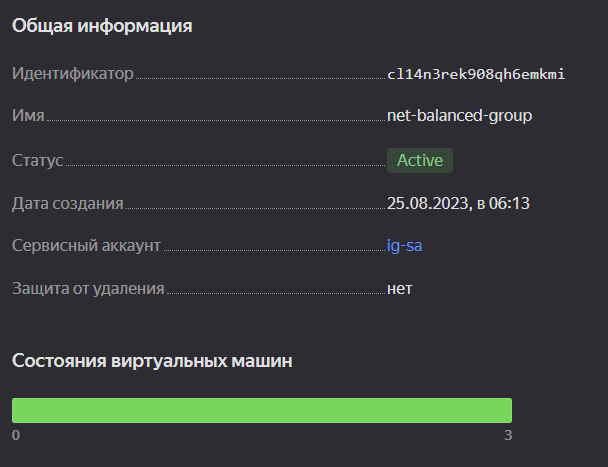 Общая информация
Идентификатор cl14n3rek908qh6emkmi
Имя net-balanced-group
Статус Active
Дата создания 25.08.2023, в 06:13
Сервисный аккаунт ig-sa
Защита от удаления нет
Состояния виртуальных машин
0 3